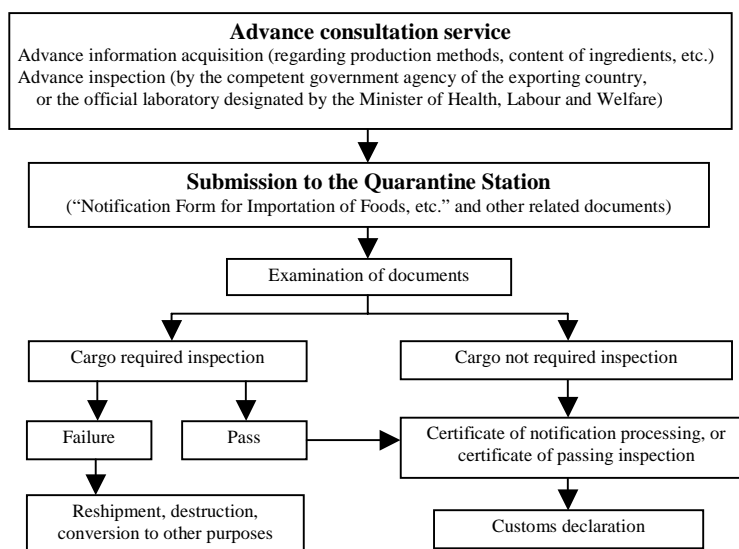 Advance consultation service
Advance information acquisition (regarding production methods, content of ingredients, etc.)
Advance inspection (by the competent government agency of the exporting country,
or the official laboratory designated by the Minister of Health, Labour and Welfare)
Submission to the Quarantine Station
(“Notification Form for Importation of Foods, etc.” and other related documents)
Examination of documents
Cargo required inspection
Cargo not required inspection
Failure
Pass
Certificate of notification processing, or
certificate of passing inspection
Reshipment, destruction,
conversion to other purposes
Customs declaration